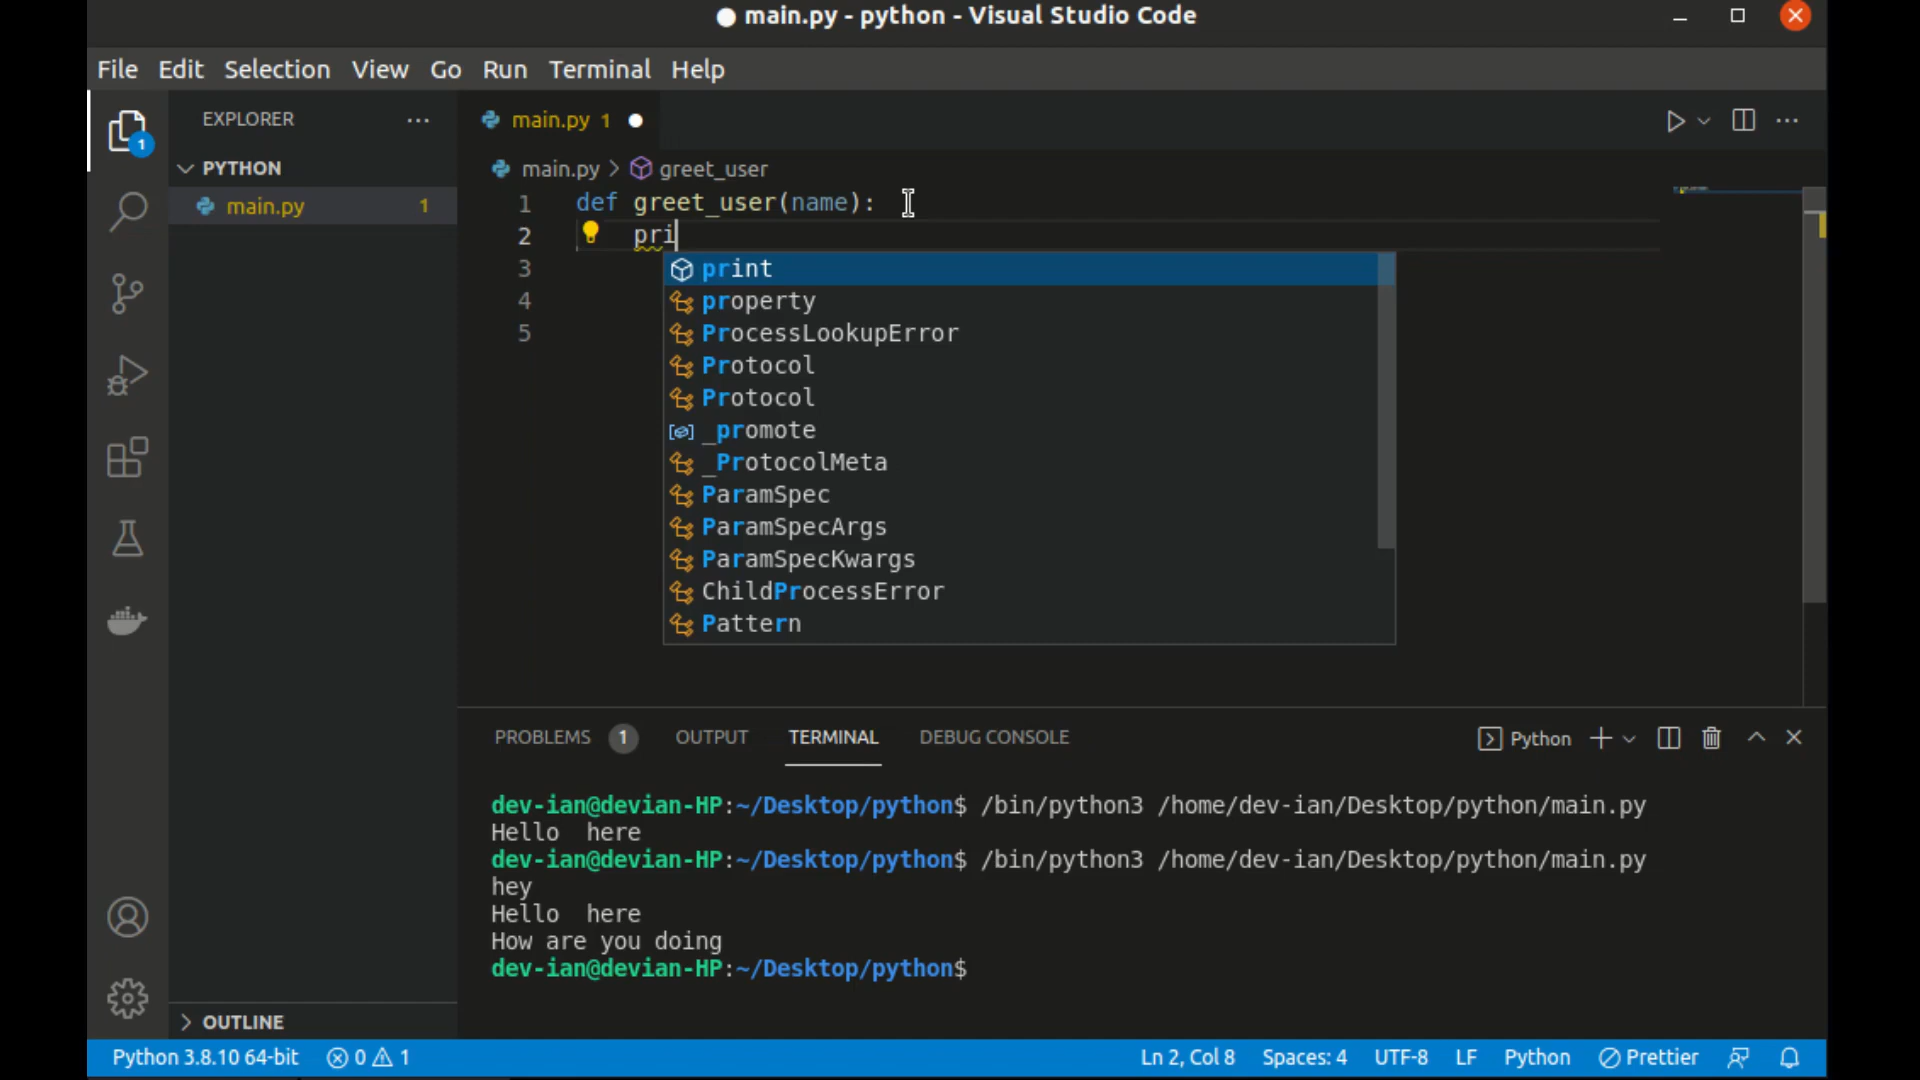 main.py - python - Visual Studio Code
File Edit Selection View Go Run Terminal Help
EXPLORER
main.py 1
1
PYTHON
main.py > greet_user
main.py 1
1 def greet_user(name):
2 pri
3
4
5
print
property
ProcessLookupError
Protocol
Protocol
_promote
_ProtocolMeta
ParamSpec
ParamSpecArgs
ParamSpecKwargs
ChildProcessError
Pattern
PROBLEMS 1 OUTPUT TERMINAL DEBUG CONSOLE
Python
dev-ian@devian-HP:~/Desktop/python$ /bin/python3 /home/dev-ian/Desktop/python/main.py
Hello  here
dev-ian@devian-HP:~/Desktop/python$ /bin/python3 /home/dev-ian/Desktop/python/main.py
hey
Hello  here
How are you doing
dev-ian@devian-HP:~/Desktop/python$
OUTLINE
Python 3.8.10 64-bit 0 1 Ln 2, Col 8 Spaces: 4 UTF-8 LF Python Prettier